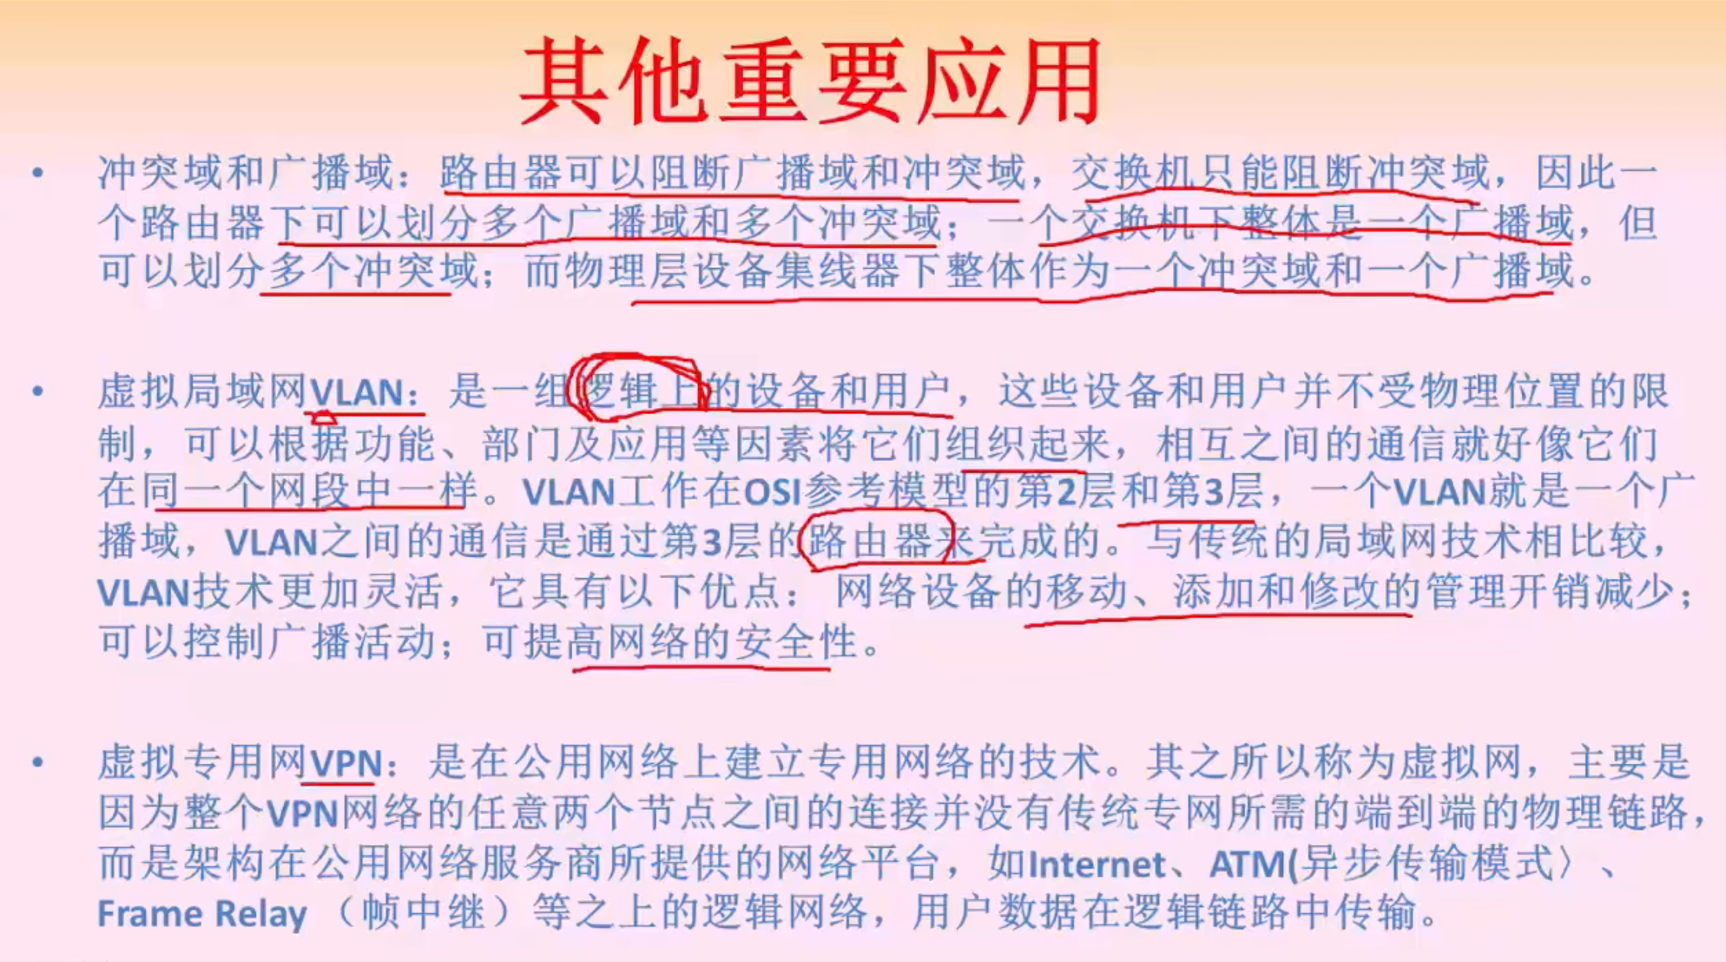 其他重要应用
• 冲突域和广播域：路由器可以阻断广播域和冲突域，交换机只能阻断冲突域，因此一
个路由器下可以划分多个广播域和多个冲突域；一个交换机下整体是一个广播域，但
可以划分多个冲突域；而物理层设备集线器下整体作为一个冲突域和一个广播域。
• 虚拟局域网VLAN：是一组逻辑上的设备和用户，这些设备和用户并不受物理位置的限
制，可以根据功能、部门及应用等因素将它们组织起来，相互之间的通信就好像它们
在同一个网段中一样。VLAN工作在OSI参考模型的第2层和第3层，一个VLAN就是一个广
播域，VLAN之间的通信是通过第3层的路由器来完成的。与传统的局域网技术相比较，
VLAN技术更加灵活，它具有以下优点： 网络设备的移动、添加和修改的管理开销减少；
可以控制广播活动；可提高网络的安全性。
• 虚拟专用网VPN：是在公用网络上建立专用网络的技术。其之所以称为虚拟网，主要是
因为整个VPN网络的任意两个节点之间的连接并没有传统专网所需的端到端的物理链路，
而是架构在公用网络服务商所提供的网络平台，如Internet、ATM(异步传输模式〉、
Frame Relay （帧中继）等之上的逻辑网络，用户数据在逻辑链路中传输。